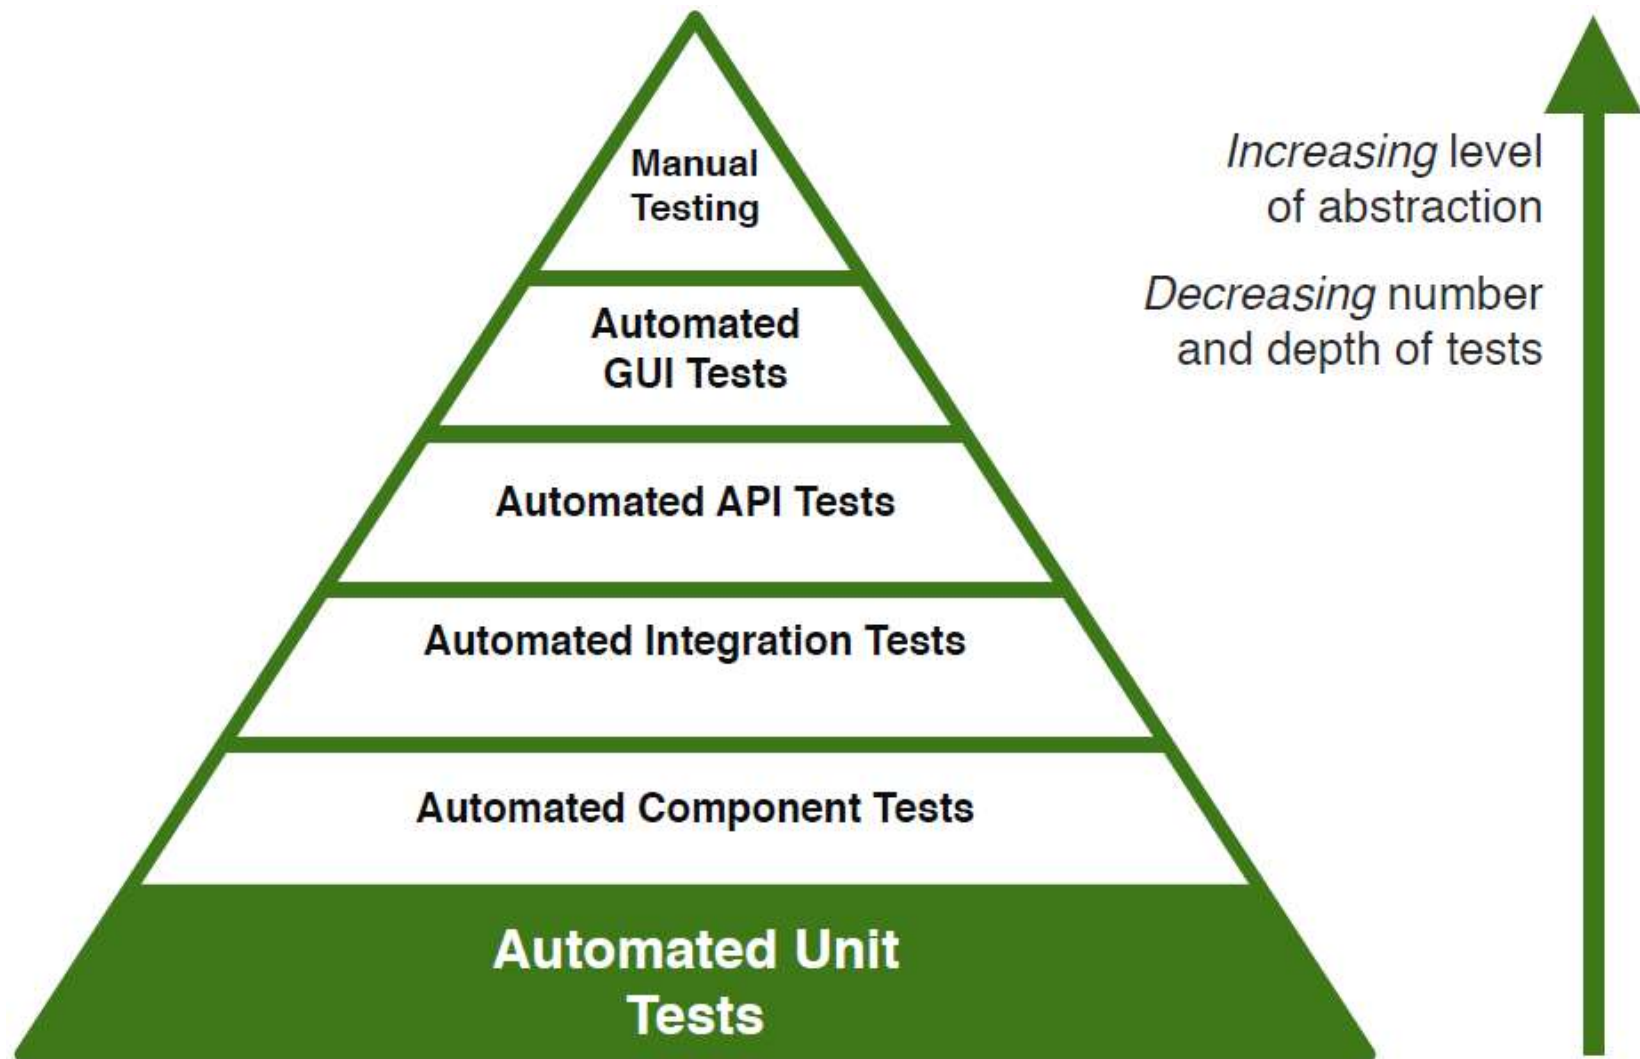 Manual
Testing
Increasing level
of abstraction
Decreasing number
and depth of tests
Automated
GUI Tests
Automated API Tests
Automated Integration Tests
Automated Component Tests
Automated Unit
Tests